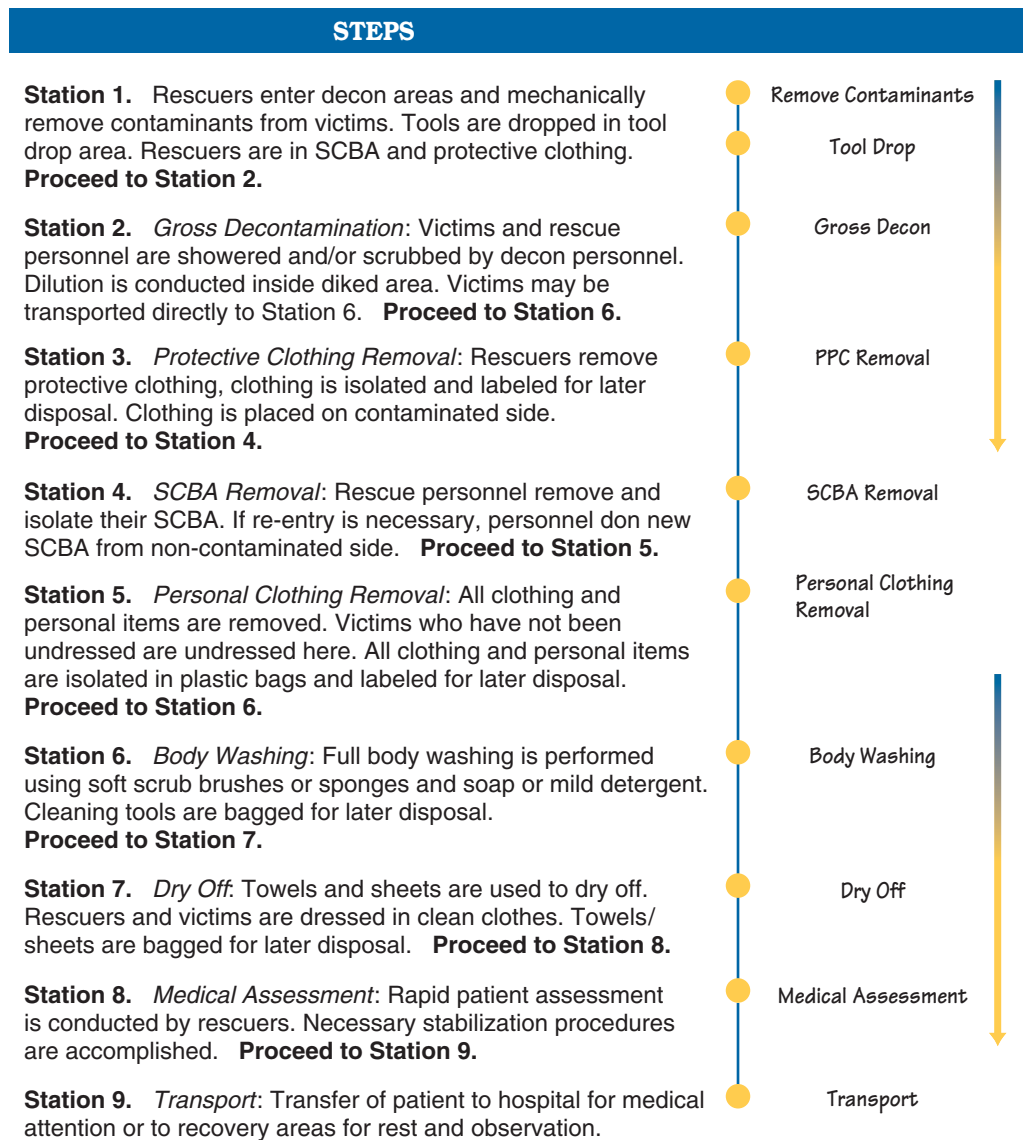 STEPS
Station 1. Rescuers enter decon areas and mechanically
remove contaminants from victims. Tools are dropped in tool
drop area. Rescuers are in SCBA and protective clothing.
Proceed to Station 2.
Remove Contaminants
Tool Drop
Station 2. Gross Decontamination: Victims and rescue
personnel are showered and/or scrubbed by decon personnel.
Dilution is conducted inside diked area. Victims may be
transported directly to Station 6. Proceed to Station 6.
Gross Decon
Station 3. Protective Clothing Removal: Rescuers remove
protective clothing, clothing is isolated and labeled for later
disposal. Clothing is placed on contaminated side.
Proceed to Station 4.
PPC Removal
Station 4. SCBA Removal: Rescue personnel remove and
isolate their SCBA. If re-entry is necessary, personnel don new
SCBA from non-contaminated side. Proceed to Station 5.
SCBA Removal
Station 5. Personal Clothing Removal: All clothing and
personal items are removed. Victims who have not been
undressed are undressed here. All clothing and personal items
are isolated in plastic bags and labeled for later disposal.
Proceed to Station 6.
Personal Clothing
Removal
Station 6. Body Washing: Full body washing is performed
using soft scrub brushes or sponges and soap or mild detergent.
Cleaning tools are bagged for later disposal.
Proceed to Station 7.
Body Washing
Station 7. Dry Off: Towels and sheets are used to dry off.
Rescuers and victims are dressed in clean clothes. Towels/
sheets are bagged for later disposal. Proceed to Station 8.
Dry Off
Station 8. Medical Assessment: Rapid patient assessment
is conducted by rescuers. Necessary stabilization procedures
are accomplished. Proceed to Station 9.
Medical Assessment
Station 9. Transport: Transfer of patient to hospital for medical
attention or to recovery areas for rest and observation.
Transport